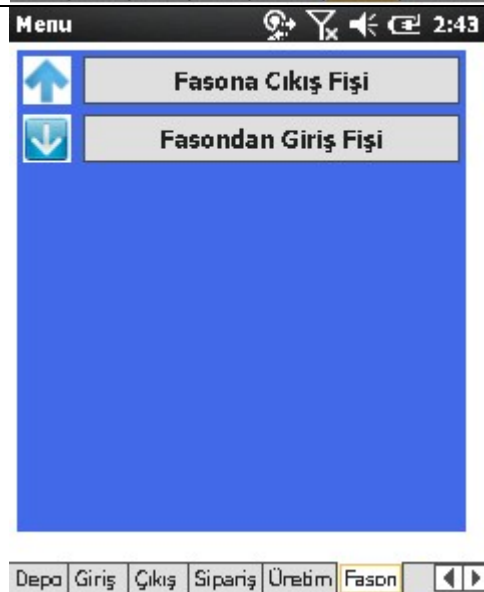 Menu 2:43
Fasona Cıkış Fişi
Fasondan Giriş Fişi
Depo Giriş Çıkış Sipariş Üretim Fason